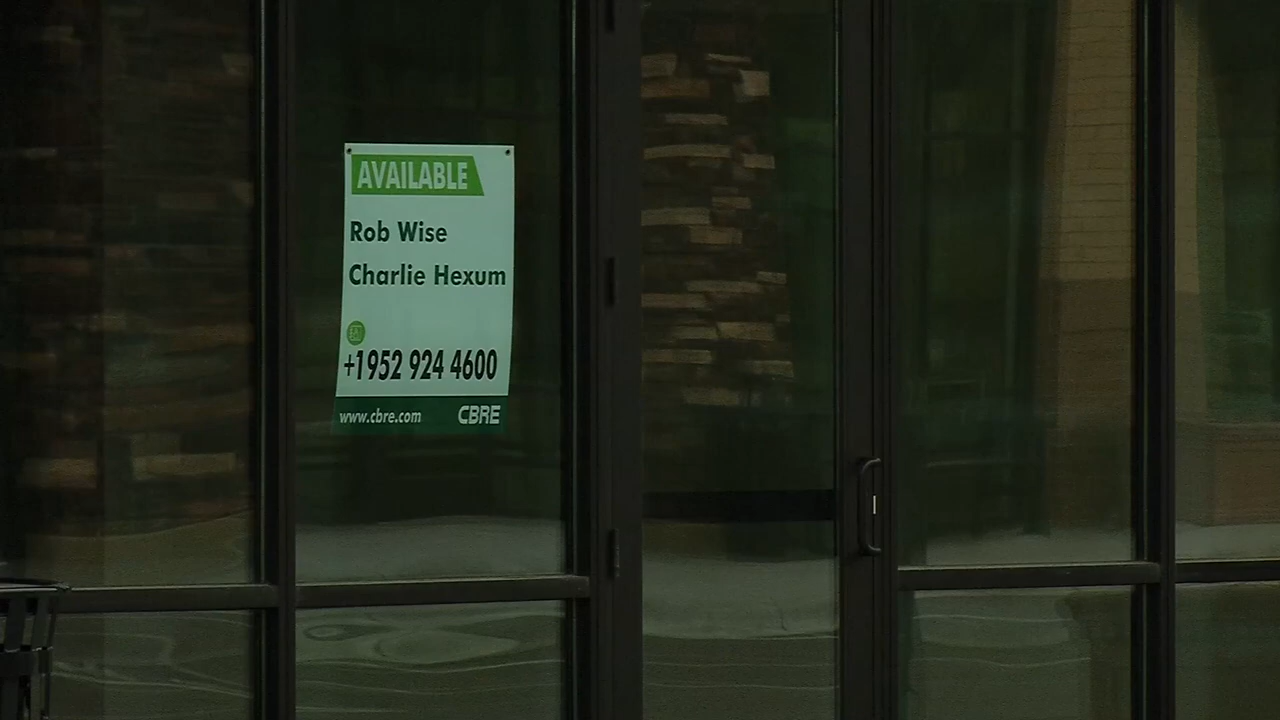 AVAILABLE
Rob Wise
Charlie Hexum
+1952 924 4600
www.cbre.com CBRE